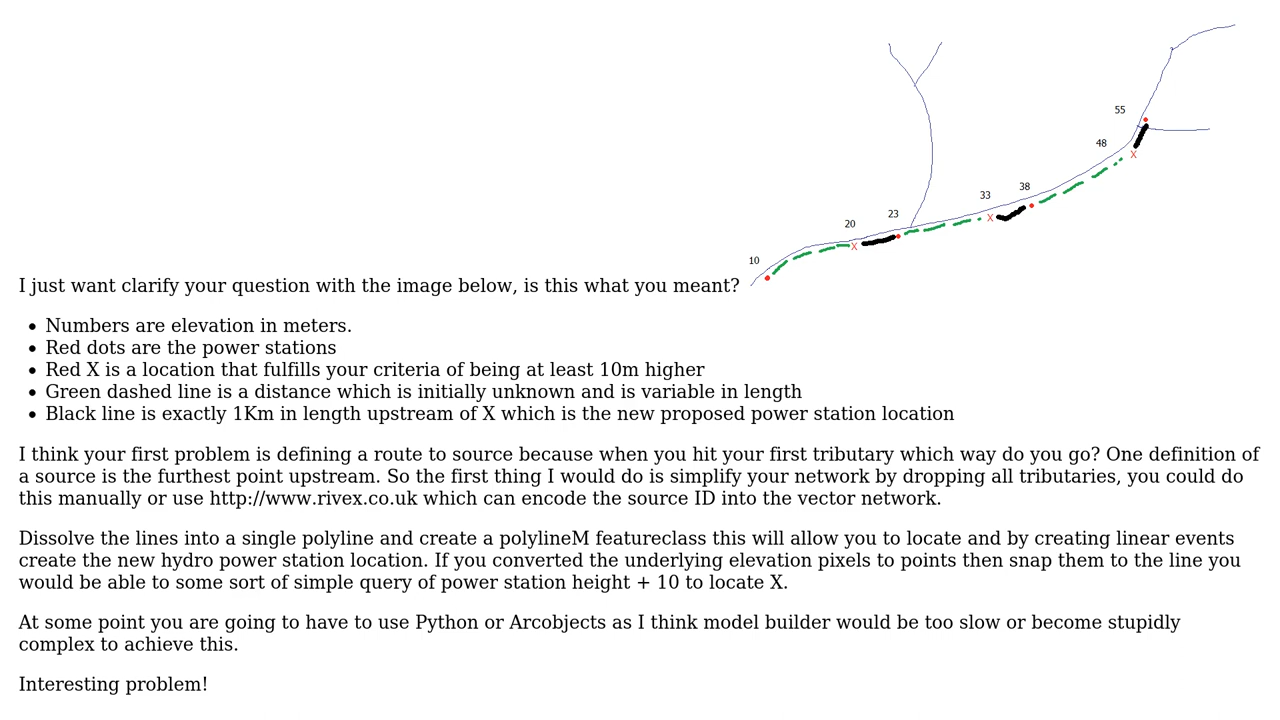 55
48
38
33
23
20
10
X
X
X
I just want clarify your question with the image below, is this what you meant?
• Numbers are elevation in meters.
• Red dots are the power stations
• Red X is a location that fulfills your criteria of being at least 10m higher
• Green dashed line is a distance which is initially unknown and is variable in length
• Black line is exactly 1Km in length upstream of X which is the new proposed power station location
I think your first problem is defining a route to source because when you hit your first tributary which way do you go? One definition of
a source is the furthest point upstream. So the first thing I would do is simplify your network by dropping all tributaries, you could do
this manually or use http://www.rivex.co.uk which can encode the source ID into the vector network.
Dissolve the lines into a single polyline and create a polylineM featureclass this will allow you to locate and by creating linear events
create the new hydro power station location. If you converted the underlying elevation pixels to points then snap them to the line you
would be able to some sort of simple query of power station height + 10 to locate X.
At some point you are going to have to use Python or Arcobjects as I think model builder would be too slow or become stupidly
complex to achieve this.
Interesting problem!